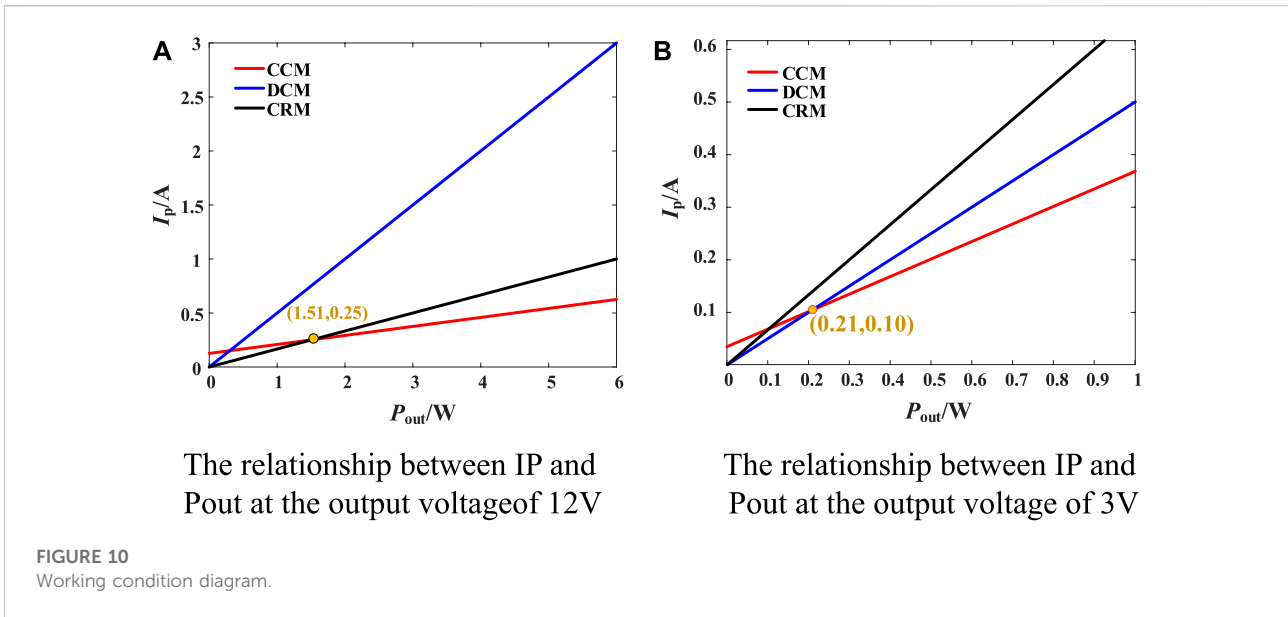 A
3
2.5
2
1.5
1
0.5
0
CCM
DCM
CRM
(1.51,0.25)
0 1 2 3 4 5 6
Ip/A
Pout/W
The relationship between IP and
Pout at the output voltageof 12V
B
0.6
0.5
0.4
0.3
0.2
0.1
CCM
DCM
CRM
(0.21,0.10)
0 0.1 0.2 0.3 0.4 0.5 0.6 0.7 0.8 0.9 1
Ip/A
Pout/W
The relationship between IP and
Pout at the output voltage of 3V
FIGURE 10
Working condition diagram.